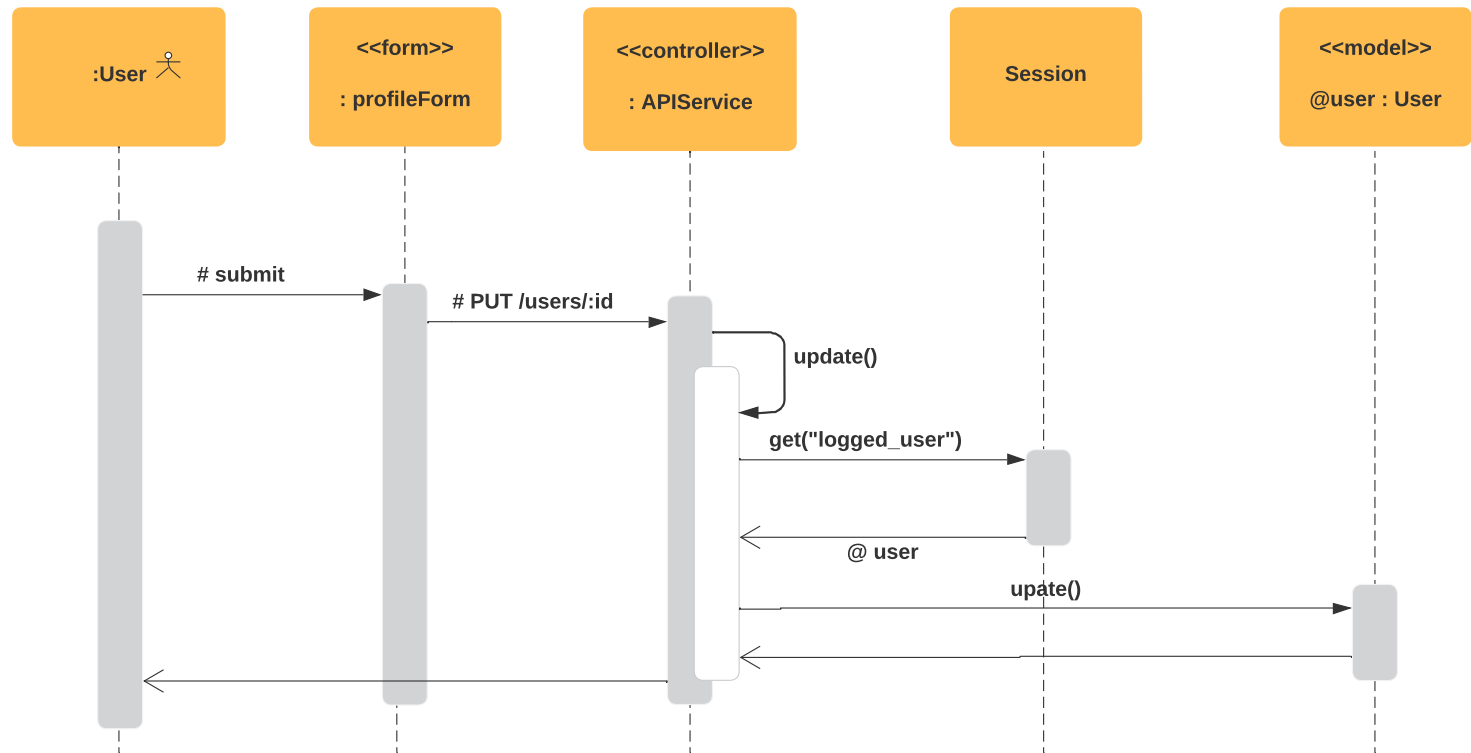 :User
<<form>>
: profileForm
<<controller>>
: APIService
Session
<<model>>
@user : User
# submit
# PUT /users/:id
update()
get("logged_user")
@ user
upate()